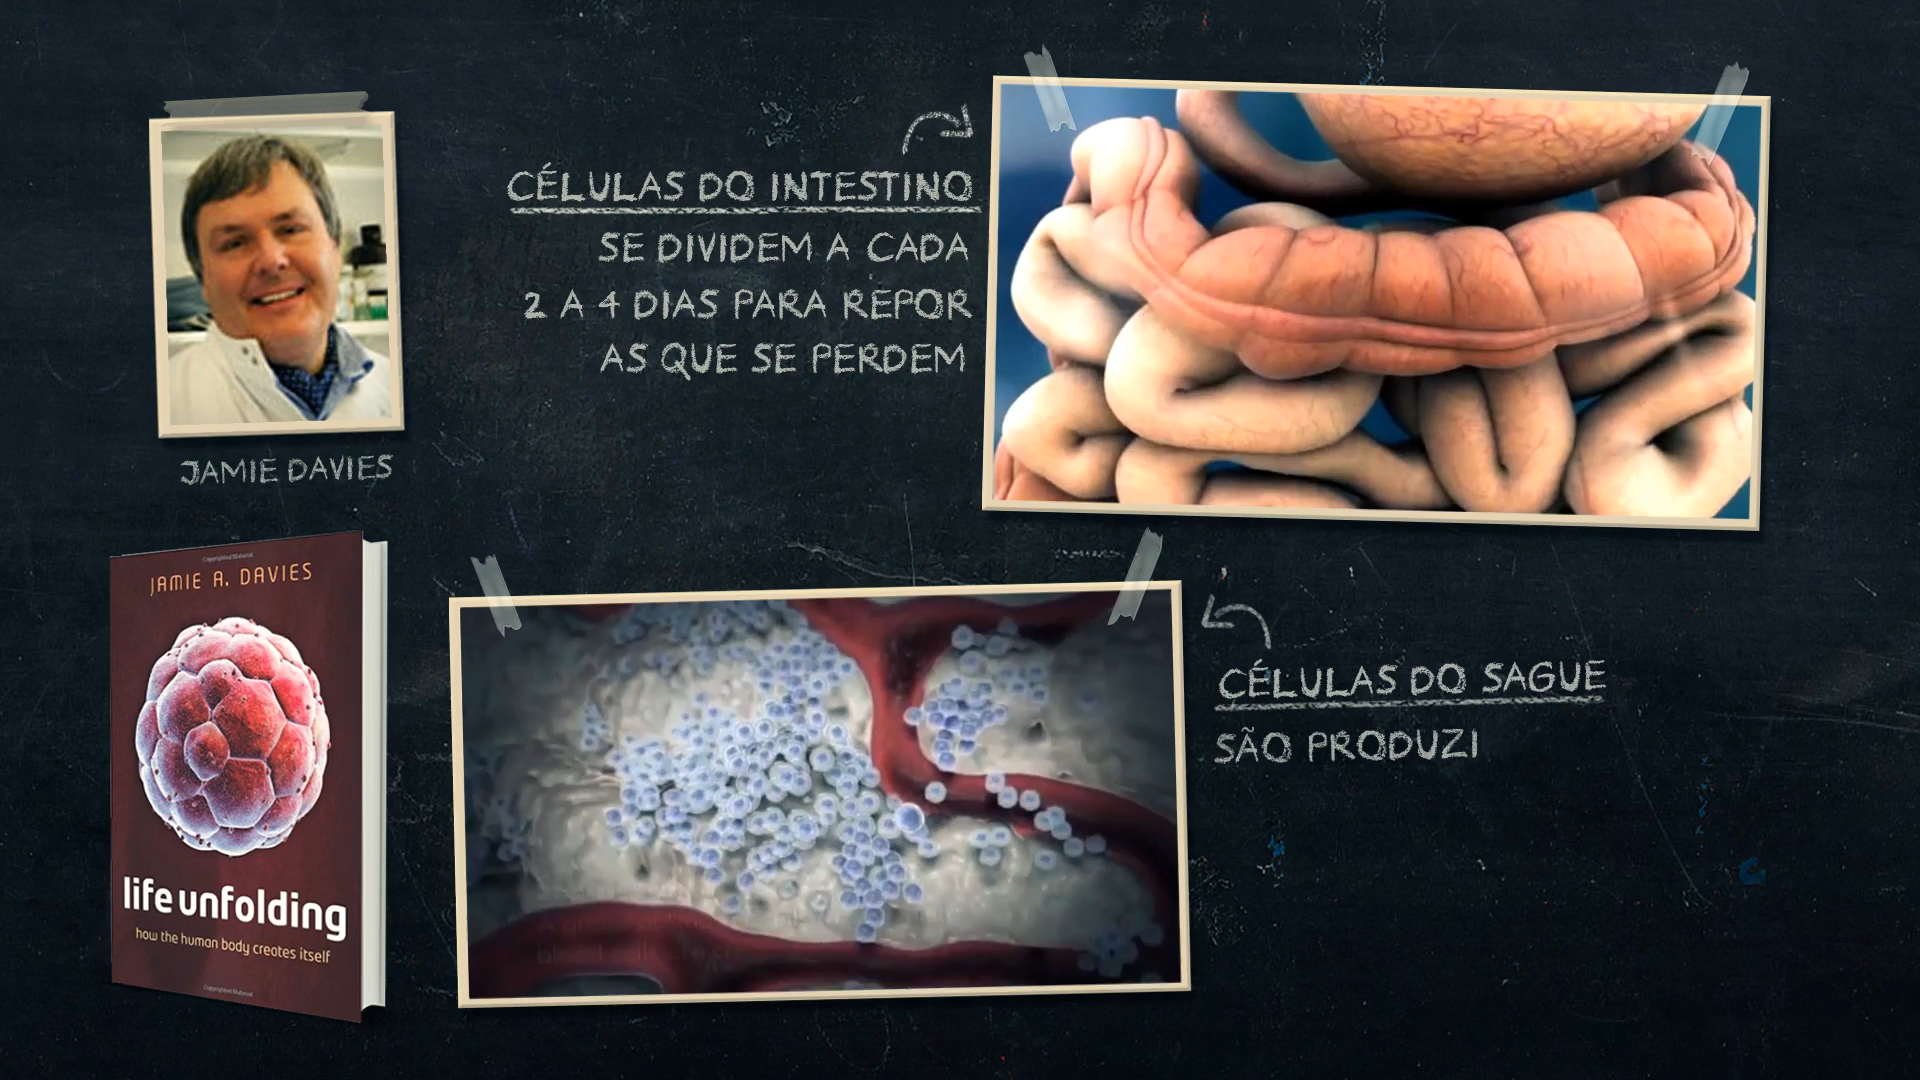 CÉLULAS DO INTESTINO
SE DIVIDEM A CADA
2 A 4 DIAS PARA REPOR
AS QUE SE PERDEM
JAMIE DAVIES
JAMIE A. DAVIES
life unfolding
how the human body creates itself
CÉLULAS DO SAGUE
SÃO PRODUZI